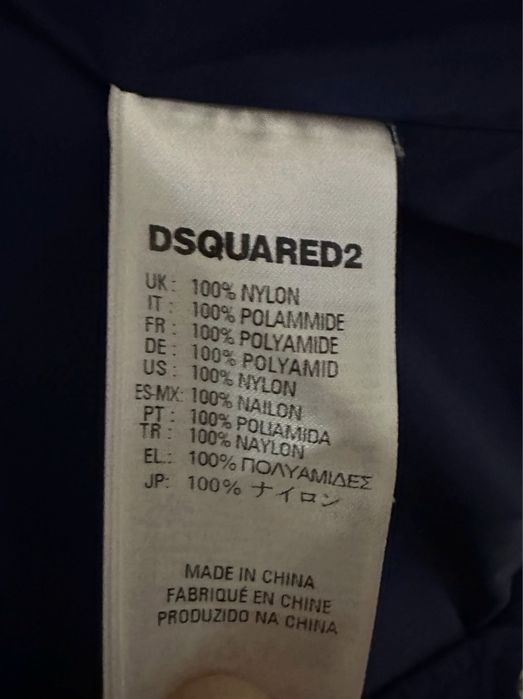 DSQUARED2
UK: 100% NYLON
IT: 100% POLAMMIDE
FR: 100% POLYAMIDE
DE: 100% POLYAMID
US: 100% NYLON
ES-MX: 100% NAILON
PT: 100% POLIAMIDA
TR: 100% NAYLON
EL.: 100% ΠΟΛΥΑΜΙΔΕΣ
JP: 100% ナイロン
MADE IN CHINA
FABRIQUÉ EN CHINE
PRODUZIDO NA CHINA